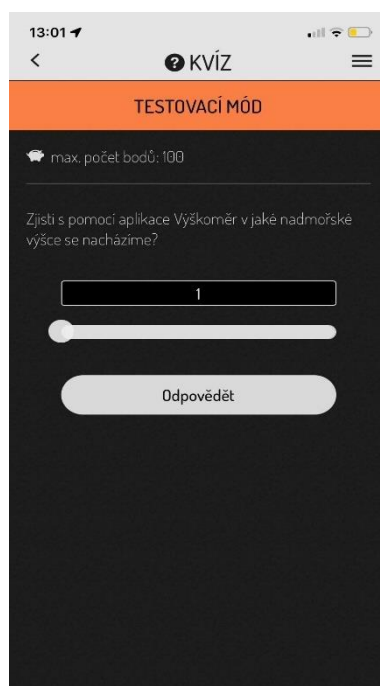 13:01
KVÍZ
TESTOVACÍ MÓD
max. počet bodů: 100
Zjisti s pomocí aplikace Výškoměr v jaké nadmořské
výšce se nacházíme?
1
Odpovědět